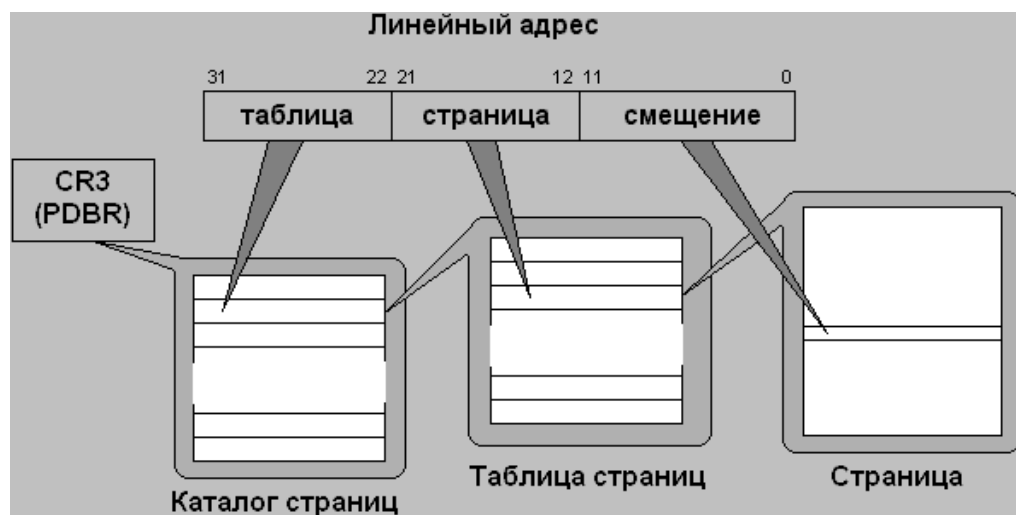 Линейный адрес
31 22 21 12 11 0
таблица страница смещение
CR3
(PDBR)
Каталог страниц
Таблица страниц
Страница